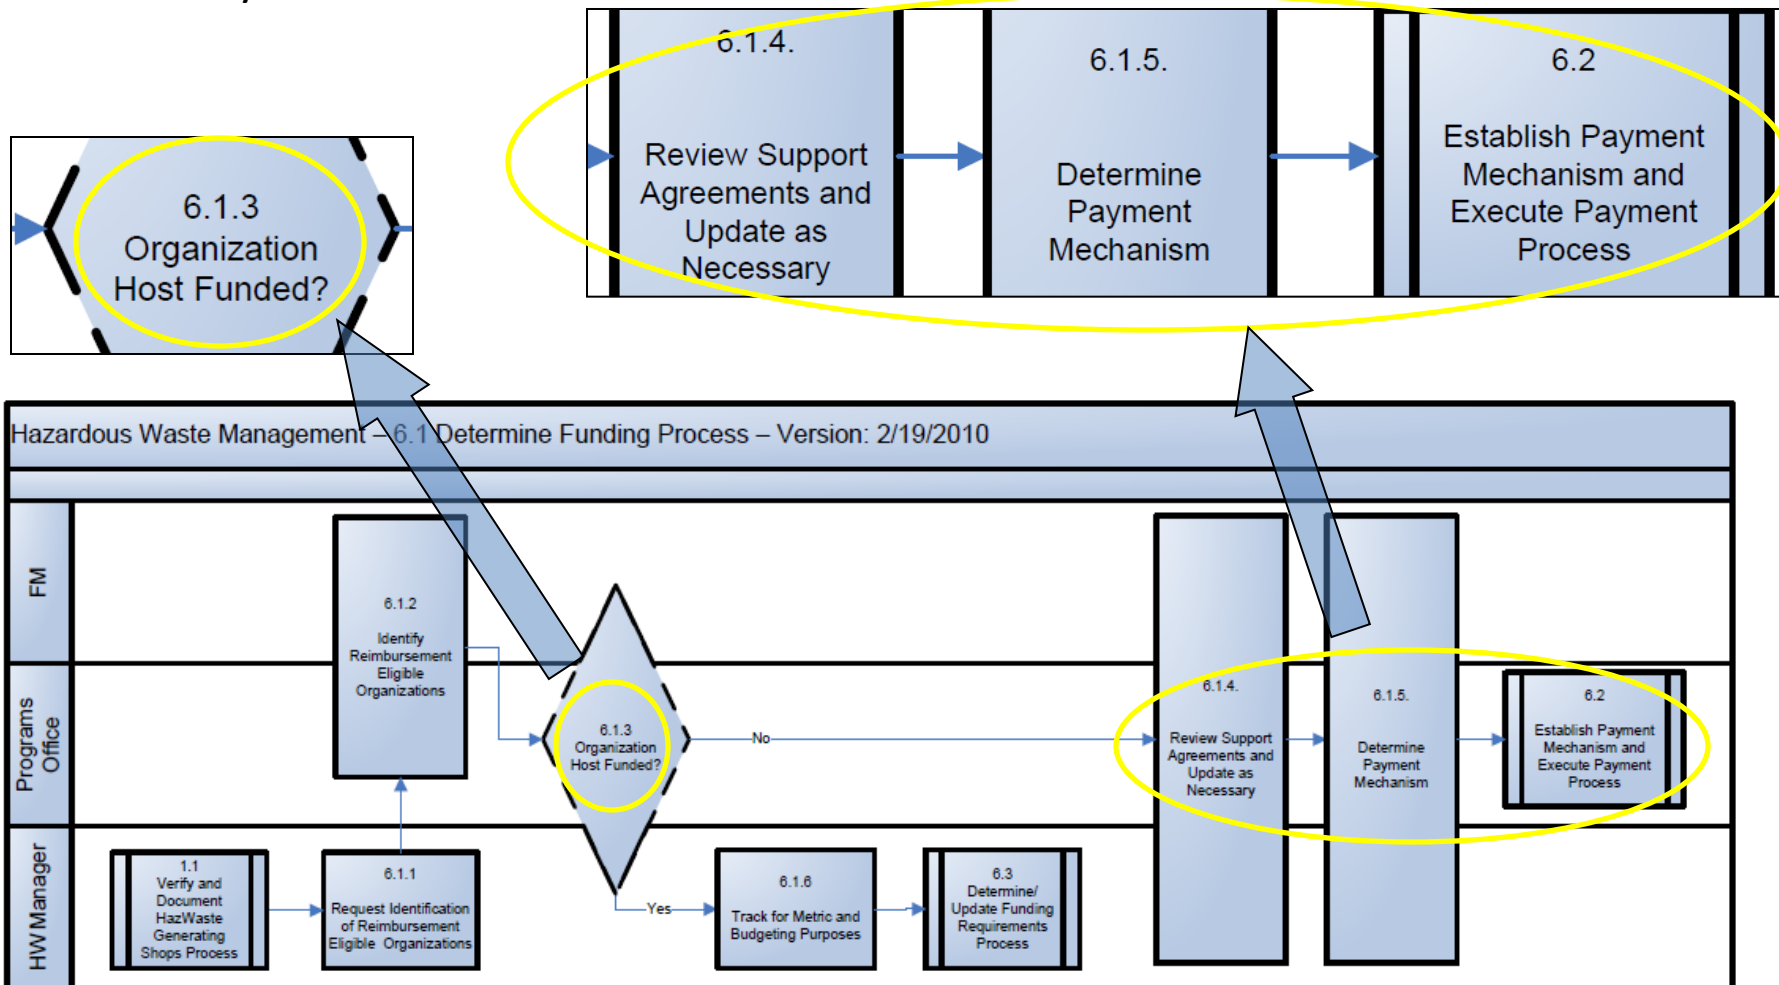 6.1.4.
Review Support
Agreements and
Update as
Necessary
6.1.5.
Determine
Payment
Mechanism
6.2
Establish Payment
Mechanism and
Execute Payment
Process
6.1.3
Organization
Host Funded?
Hazardous Waste Management – 6.1 Determine Funding Process – Version: 2/19/2010
FM
6.1.2
Identify
Reimbursement
Eligible
Organizations
Programs
Office
6.1.3
Organization
Host Funded?
No
6.1.4.
Review Support
Agreements and
Update as
Necessary
6.1.5.
Determine
Payment
Mechanism
6.2
Establish Payment
Mechanism and
Execute Payment
Process
HW Manager
1.1
Verify and
Document
HazWaste
Generating
Shops Process
6.1.1
Request Identification
of Reimbursement
Eligible Organizations
Yes
6.1.6
Track for Metric and
Budgeting Purposes
6.3
Determine/
Update Funding
Requirements
Process